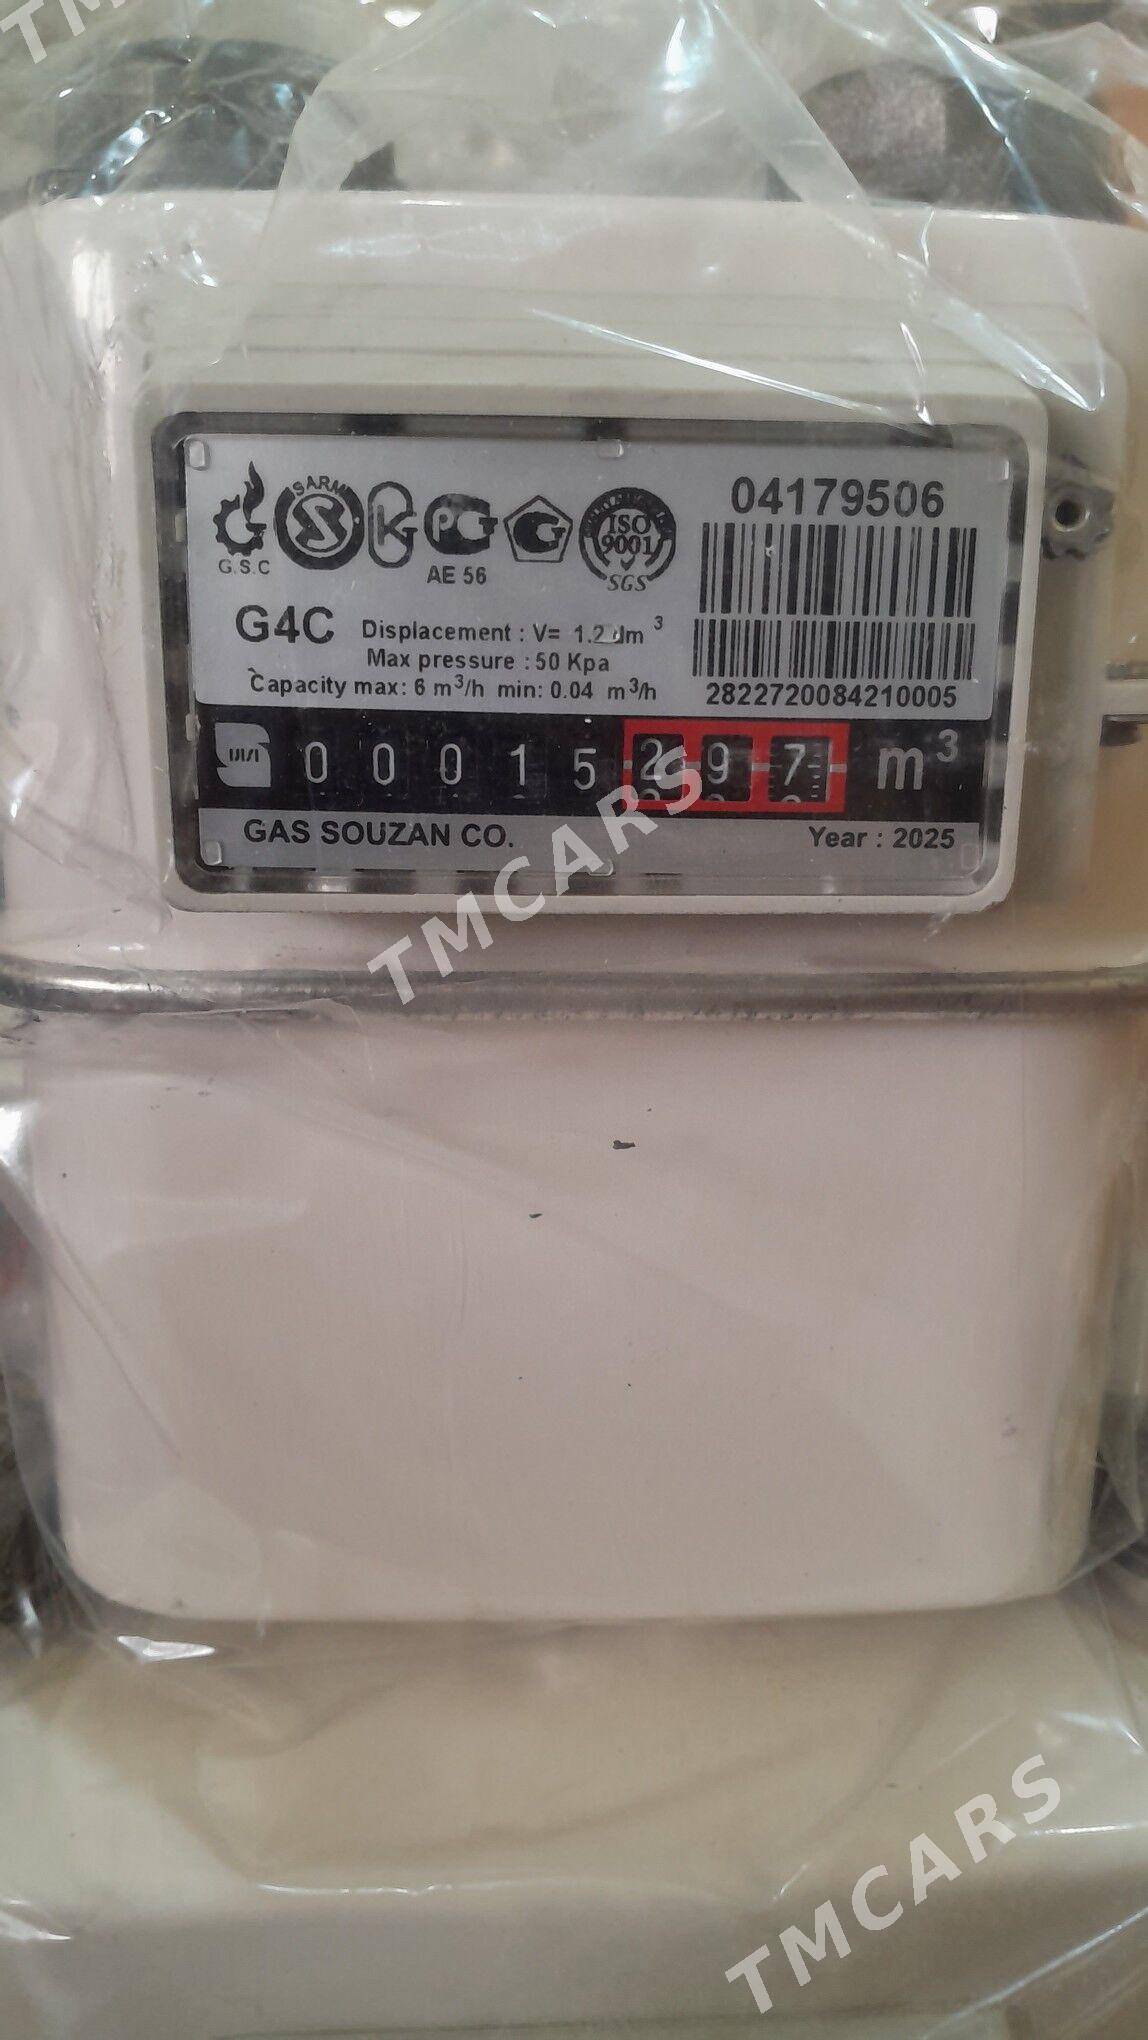 04179506
SARM
G.S.C
PG
AE 56
ISO
9001
SGS
G4C Displacement : V= 1.2 dm 3
Max pressure : 50 Kpa
Capacity max: 6 m3/h min: 0.04 m3/h
2822720084210005
0 0 0 1 5 2 9 7 m3
GAS SOUZAN CO.
Year : 2025
TMCARS
TMCARS